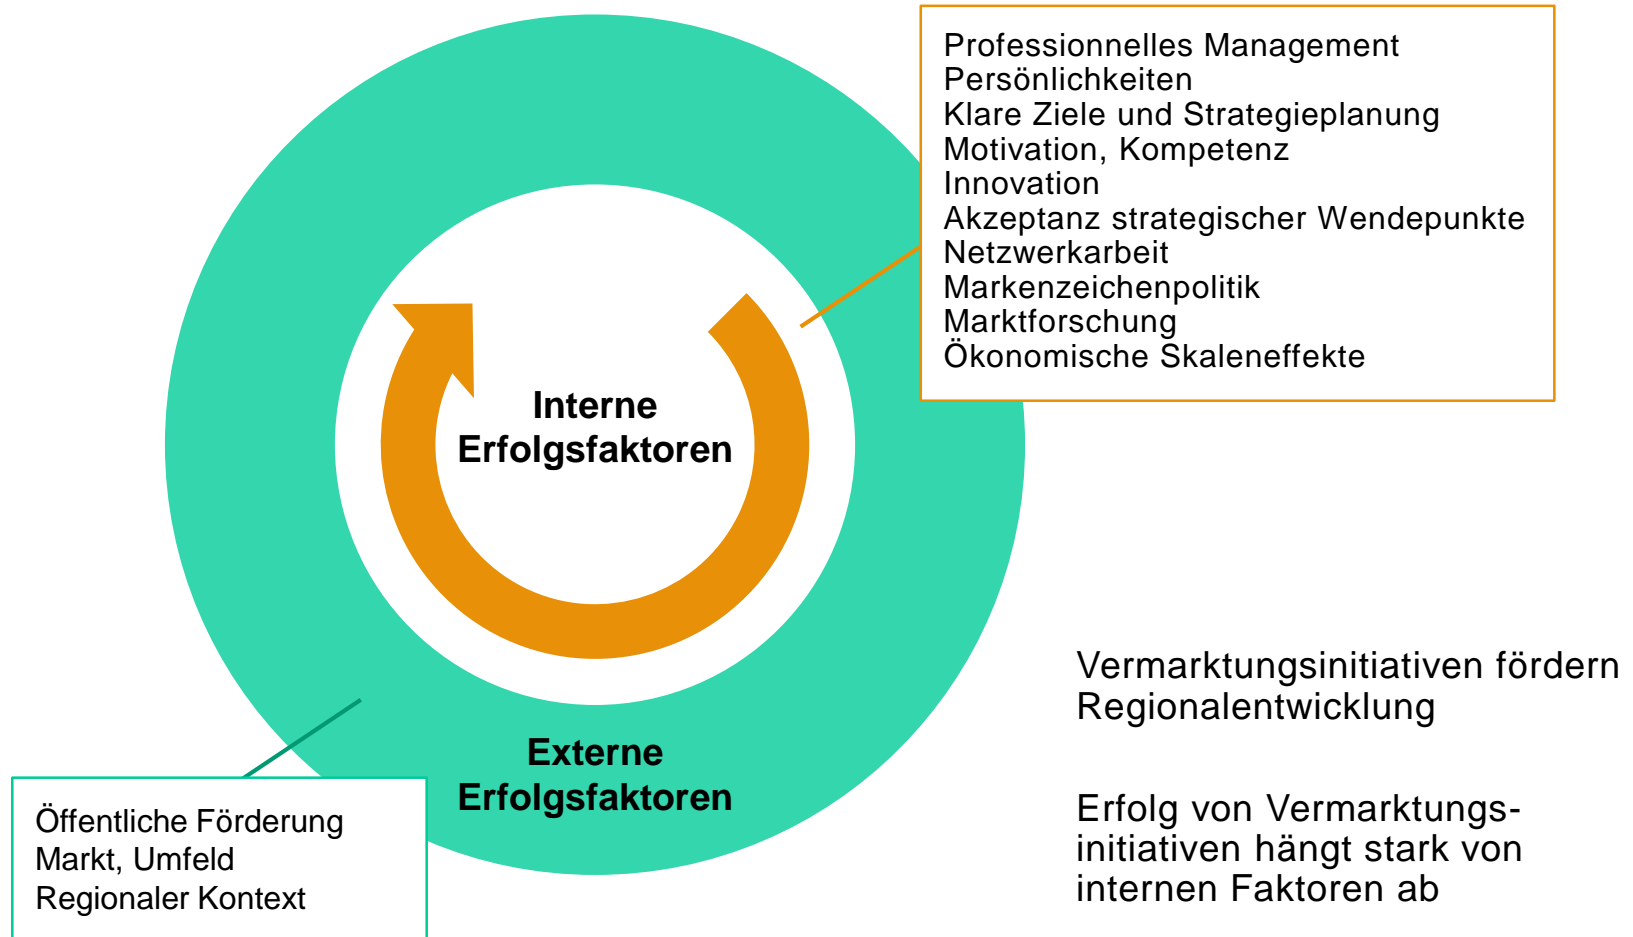 Professionnelles Management
Persönlichkeiten
Klare Ziele und Strategieplanung
Motivation, Kompetenz
Innovation
Akzeptanz strategischer Wendepunkte
Netzwerkarbeit
Markenzeichenpolitik
Marktforschung
Ökonomische Skaleneffekte
Interne
Erfolgsfaktoren
Externe
Erfolgsfaktoren
Öffentliche Förderung
Markt, Umfeld
Regionaler Kontext
Vermarktungsinitiativen fördern
Regionalentwicklung
Erfolg von Vermarktungs-
initiativen hängt stark von
internen Faktoren ab